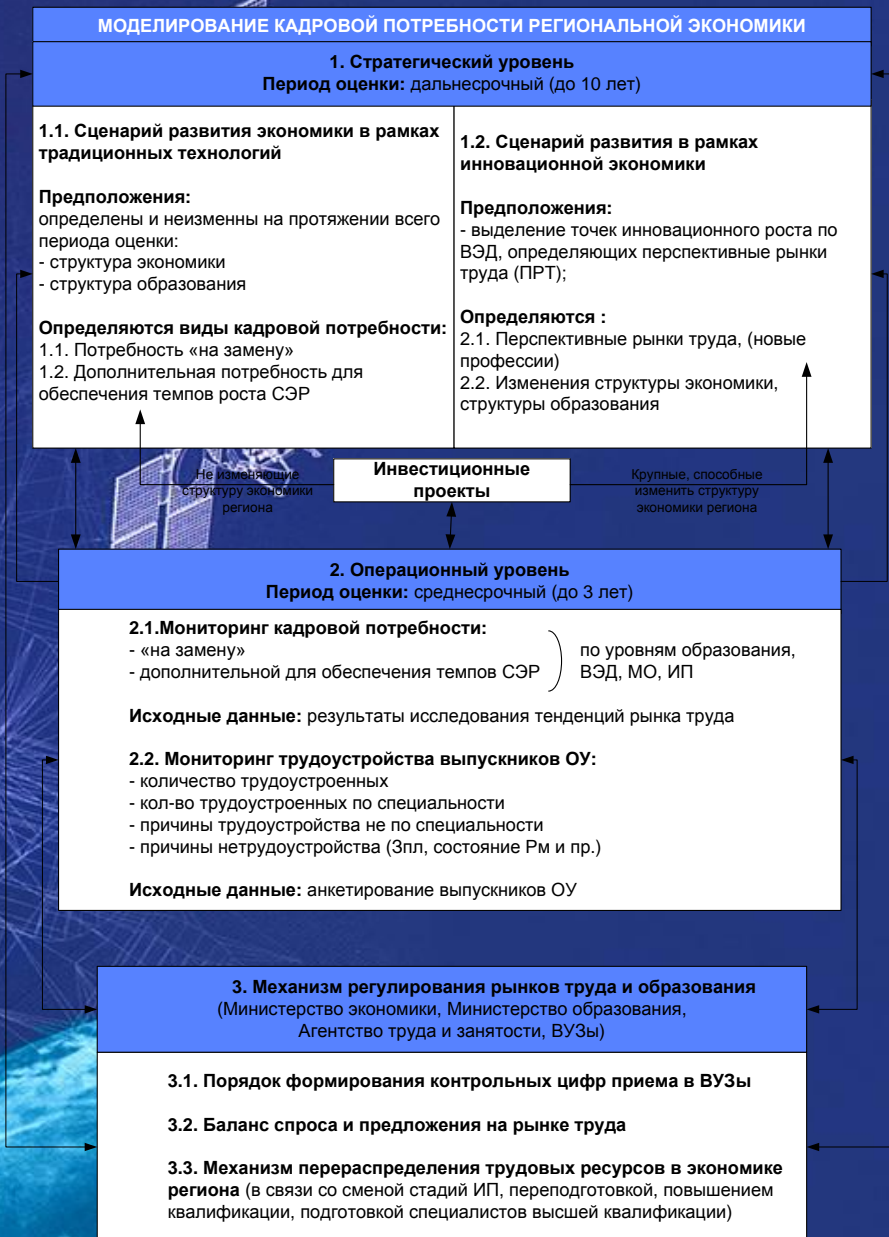 МОДЕЛИРОВАНИЕ КАДРОВОЙ ПОТРЕБНОСТИ РЕГИОНАЛЬНОЙ ЭКОНОМИКИ
1. Стратегический уровень
Период оценки: дальнесрочный (до 10 лет)
1.1. Сценарий развития экономики в рамках
традиционных технологий
Предположения:
определены и неизменны на протяжении всего
периода оценки:
- структура экономики
- структура образования
Определяются виды кадровой потребности:
1.1. Потребность «на замену»
1.2. Дополнительная потребность для
обеспечения темпов роста СЭР
1.2. Сценарий развития в рамках
инновационной экономики
Предположения:
- выделение точек инновационного роста по
ВЭД, определяющих перспективные рынки
труда (ПРТ);
Определяются :
2.1. Перспективные рынки труда, (новые
профессии)
2.2. Изменения структуры экономики,
структуры образования
Не изменяющие
структуру экономики
региона
Инвестиционные
проекты
Крупные, способные
изменить структуру
экономики региона
2. Операционный уровень
Период оценки: среднесрочный (до 3 лет)
2.1.Мониторинг кадровой потребности:
- «на замену»
- дополнительной для обеспечения темпов СЭР
по уровням образования,
ВЭД, МО, ИП
Исходные данные: результаты исследования тенденций рынка труда
2.2. Мониторинг трудоустройства выпускников ОУ:
- количество трудоустроенных
- кол-во трудоустроенных по специальности
- причины трудоустройства не по специальности
- причины нетрудоустройства (Зпл, состояние Рм и пр.)
Исходные данные: анкетирование выпускников ОУ
3. Механизм регулирования рынков труда и образования
(Министерство экономики, Министерство образования,
Агентство труда и занятости, ВУЗы)
3.1. Порядок формирования контрольных цифр приема в ВУЗы
3.2. Баланс спроса и предложения на рынке труда
3.3. Механизм перераспределения трудовых ресурсов в экономике
региона (в связи со сменой стадий ИП, переподготовкой, повышением
квалификации, подготовкой специалистов высшей квалификации)